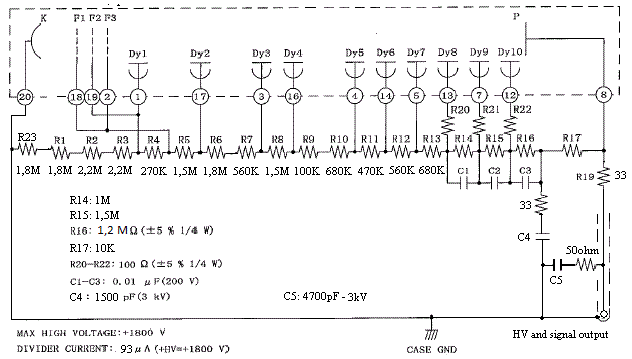 K F1 F2 F3 P
Dy1 Dy2 Dy3 Dy4 Dy5 Dy6 Dy7 Dy8 Dy9 Dy10
20 18 19 2 1 17 3 16 4 14 5 13 7 12 8
R20 R21 R22
R23 R1 R2 R3 R4 R5 R6 R7 R8 R9 R10 R11 R12 R13 R14 R15 R16 R17
1,8M 1,8M 2,2M 2,2M 270K 1,5M 1,8M 560K 1,5M 100K 680K 470K 560K 680K
C1 C2 C3
R19 33
33
C4
50ohm
C5
R14: 1M
R15: 1,5M
R16: 1,2 MΩ (±5 % 1/4 W)
R17: 10K
R20-R22: 100 Ω (±5 % 1/4 W)
C1-C3: 0.01 μF (200 V)
C4 : 1500 pF (3 kV)
C5: 4700pF - 3kV
HV and signal output
MAX HIGH VOLTAGE: +1800 V
DIVIDER CURRENT: 93 μA (+HV=+1800 V)
CASE GND